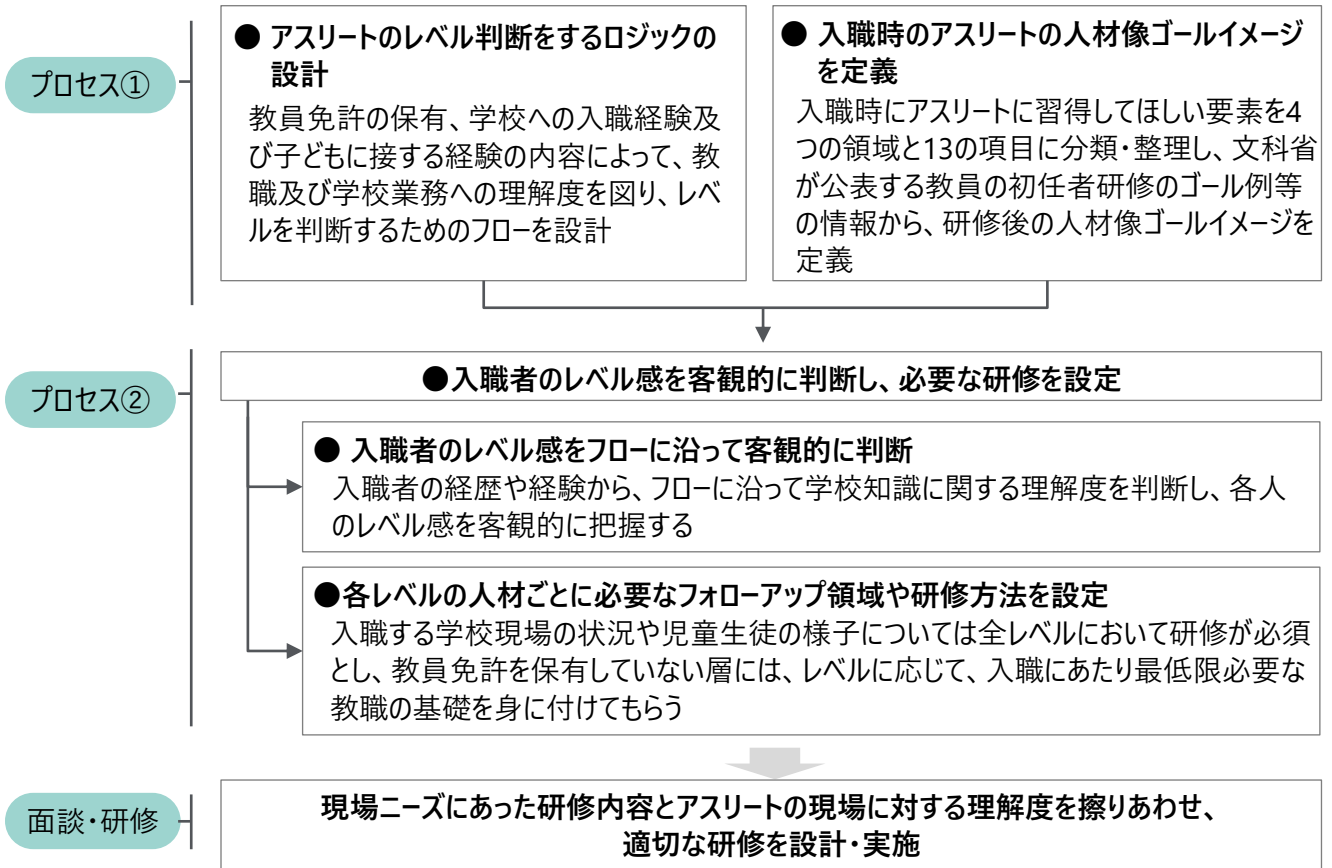 プロセス①
● アスリートのレベル判断をするロジックの
設計
教員免許の保有、学校への入職経験及
び子どもに接する経験の内容によって、教
職及び学校業務への理解度を図り、レベ
ルを判断するためのフローを設計
● 入職時のアスリートの人材像ゴールイメージ
を定義
入職時にアスリートに習得してほしい要素を4
つの領域と13の項目に分類・整理し、文科省
が公表する教員の初任者研修のゴール例等
の情報から、研修後の人材像ゴールイメージを
定義
プロセス②
●入職者のレベル感を客観的に判断し、必要な研修を設定
● 入職者のレベル感をフローに沿って客観的に判断
入職者の経歴や経験から、フローに沿って学校知識に関する理解度を判断し、各人
のレベル感を客観的に把握する
●各レベルの人材ごとに必要なフォローアップ領域や研修方法を設定
入職する学校現場の状況や児童生徒の様子については全レベルにおいて研修が必須
とし、教員免許を保有していない層には、レベルに応じて、入職にあたり最低限必要な
教職の基礎を身に付けてもらう
面談・研修
現場ニーズにあった研修内容とアスリートの現場に対する理解度を擦りあわせ、
適切な研修を設計・実施